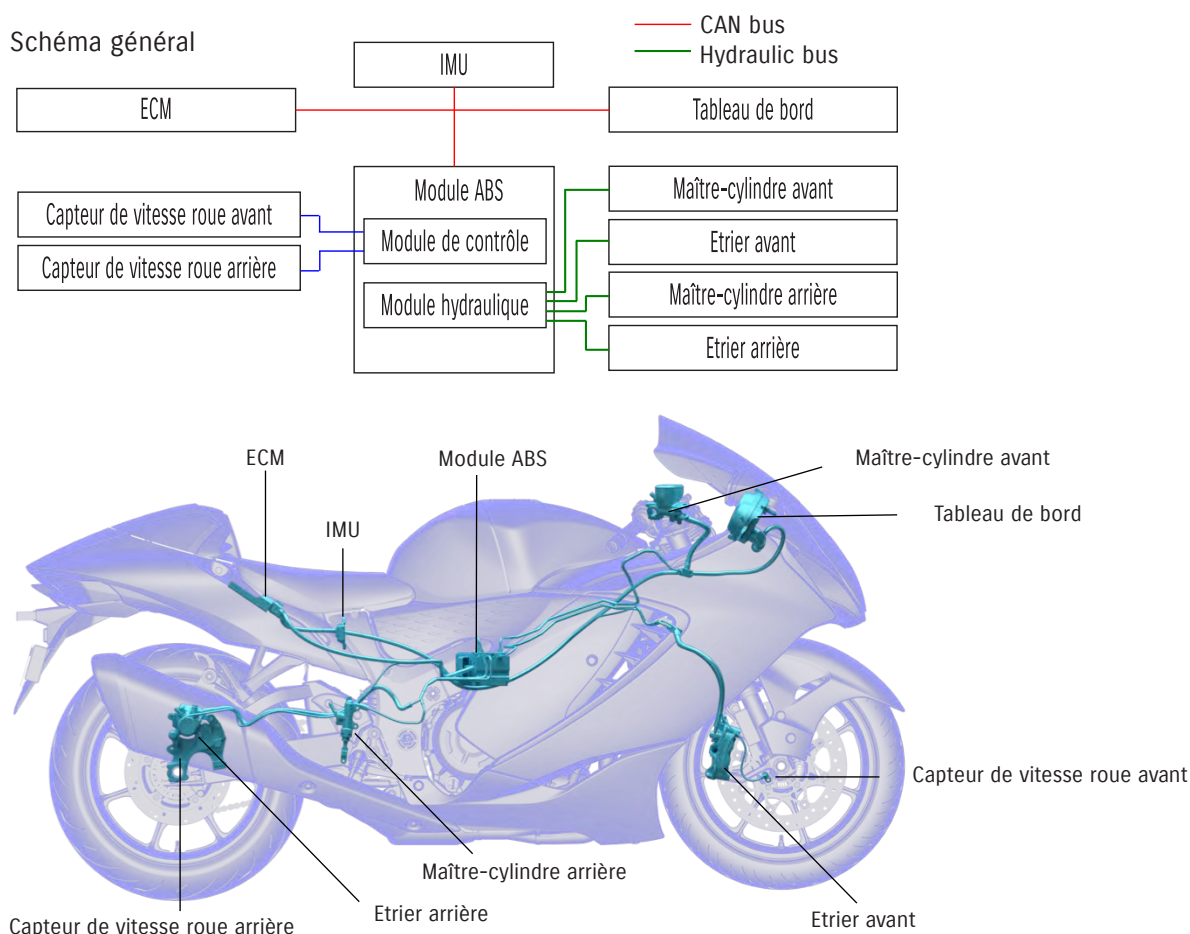 Schéma général
CAN bus
Hydraulic bus
IMU
ECM
Tableau de bord
Module ABS
Capteur de vitesse roue avant
Capteur de vitesse roue arrière
Module de contrôle
Module hydraulique
Maître-cylindre avant
Etrier avant
Maître-cylindre arrière
Etrier arrière
ECM
Module ABS
Maître-cylindre avant
Tableau de bord
IMU
Capteur de vitesse roue avant
Maître-cylindre arrière
Etrier arrière
Etrier avant
Capteur de vitesse roue arrière